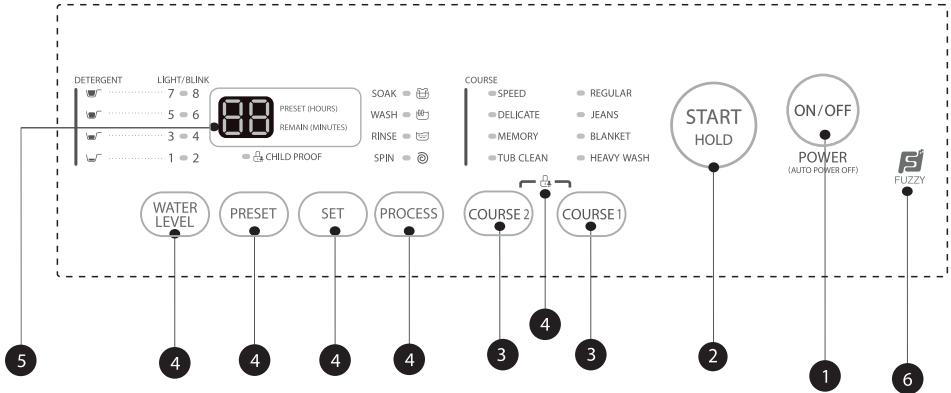 DETERGENT LIGHT/BLINK
7 8
5 6
3 4
1 2
88
PRESET (HOURS)
REMAIN (MINUTES)
CHILD PROOF
SOAK
WASH
RINSE
SPIN
COURSE
SPEED
DELICATE
MEMORY
TUB CLEAN
REGULAR
JEANS
BLANKET
HEAVY WASH
START
HOLD
ON/OFF
POWER
(AUTO POWER OFF)
FUZZY
WATER
LEVEL
PRESET
SET
PROCESS
COURSE 2
COURSE 1
5
4
4
4
4
3
4
3
2
1
6